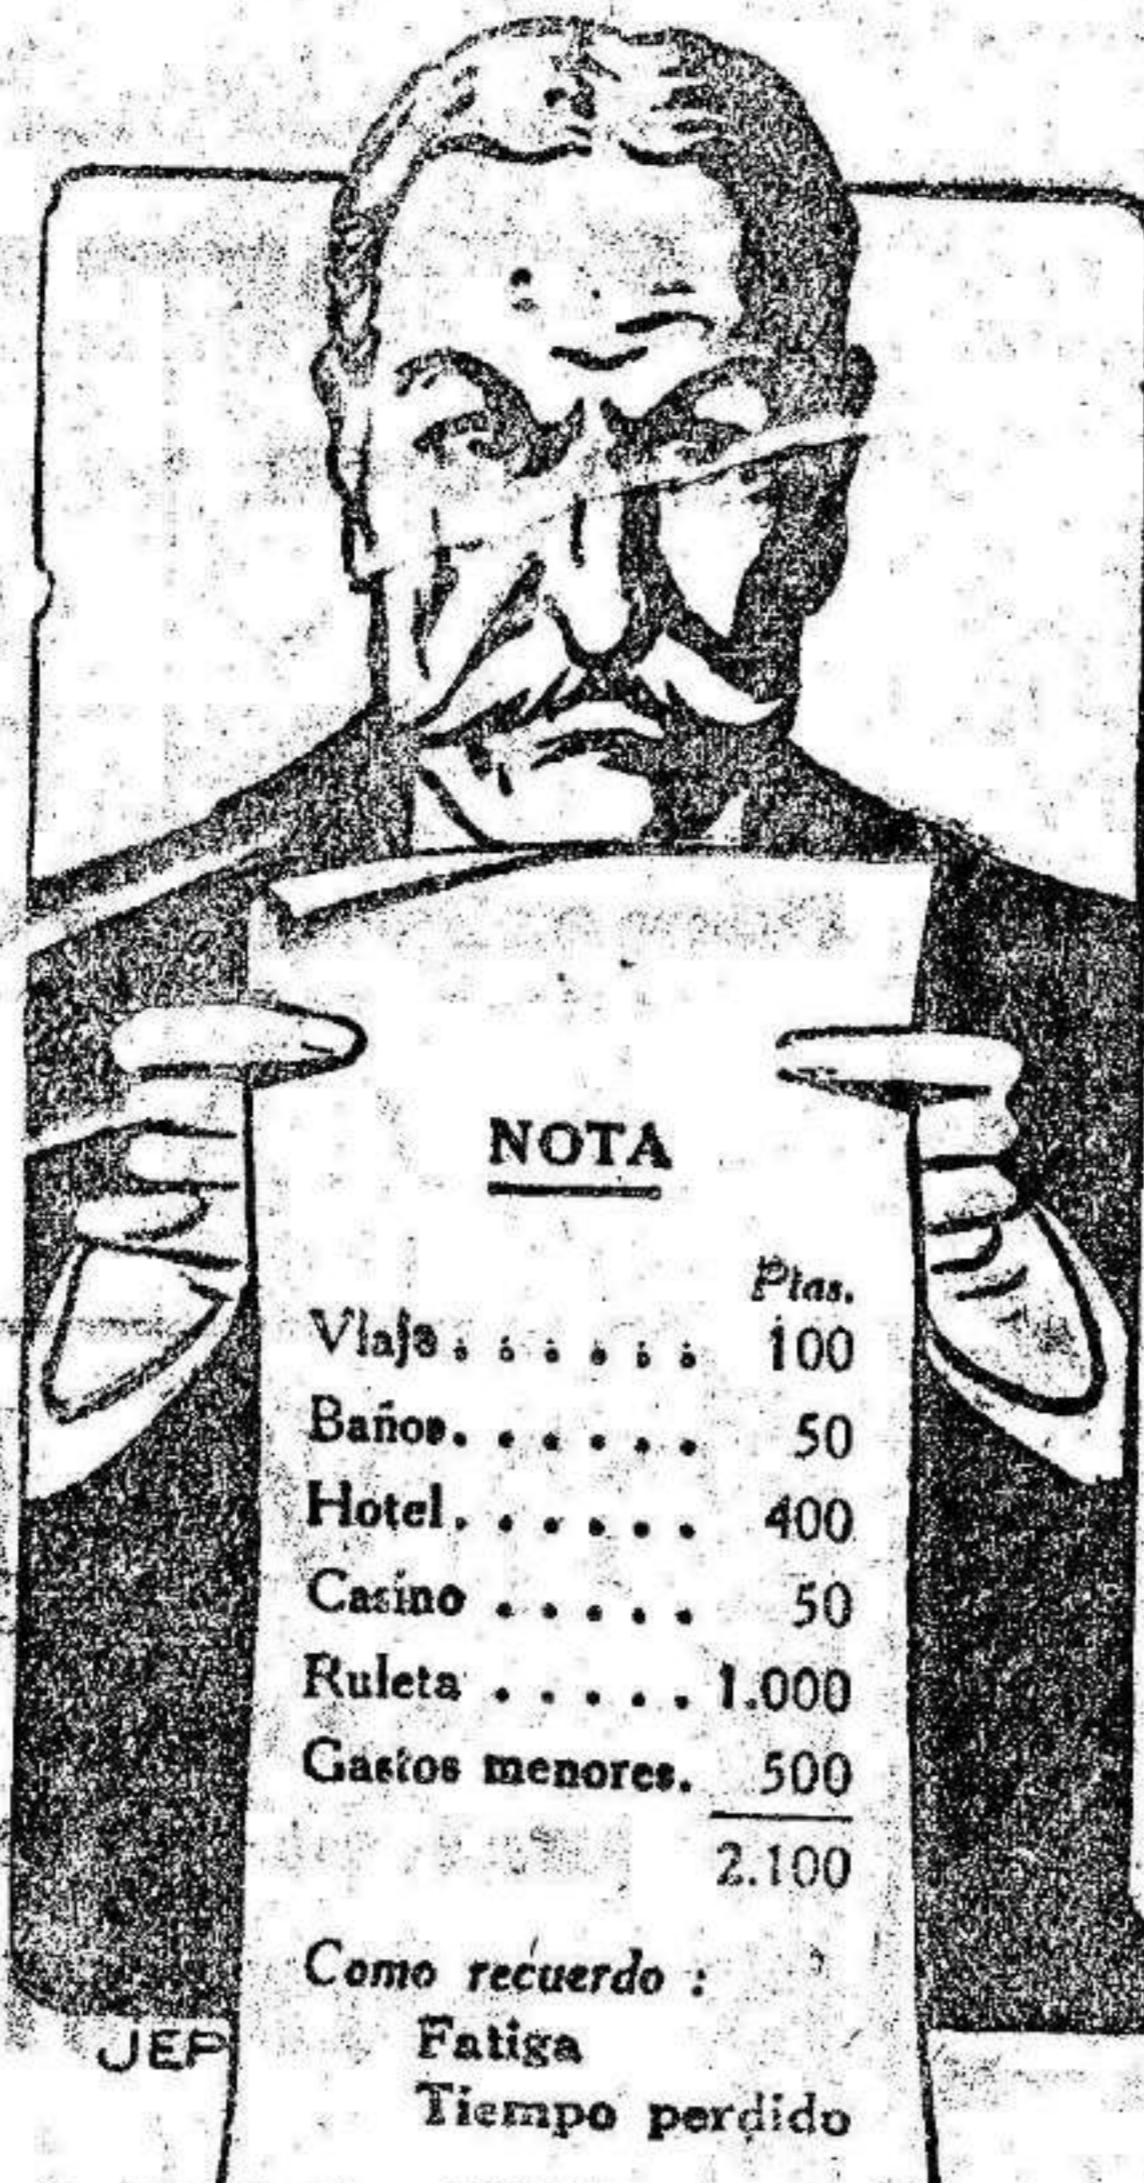 NOTA
Ptas.
Viaje . . . . . . 100
Baños. . . . . . . 50
Hotel. . . . . . . 400
Casino . . . . . 50
Ruleta . . . . . 1.000
Gastos menores. 500
2.100
Como recuerdo :
Fatiga
Tiempo perdido
JEP